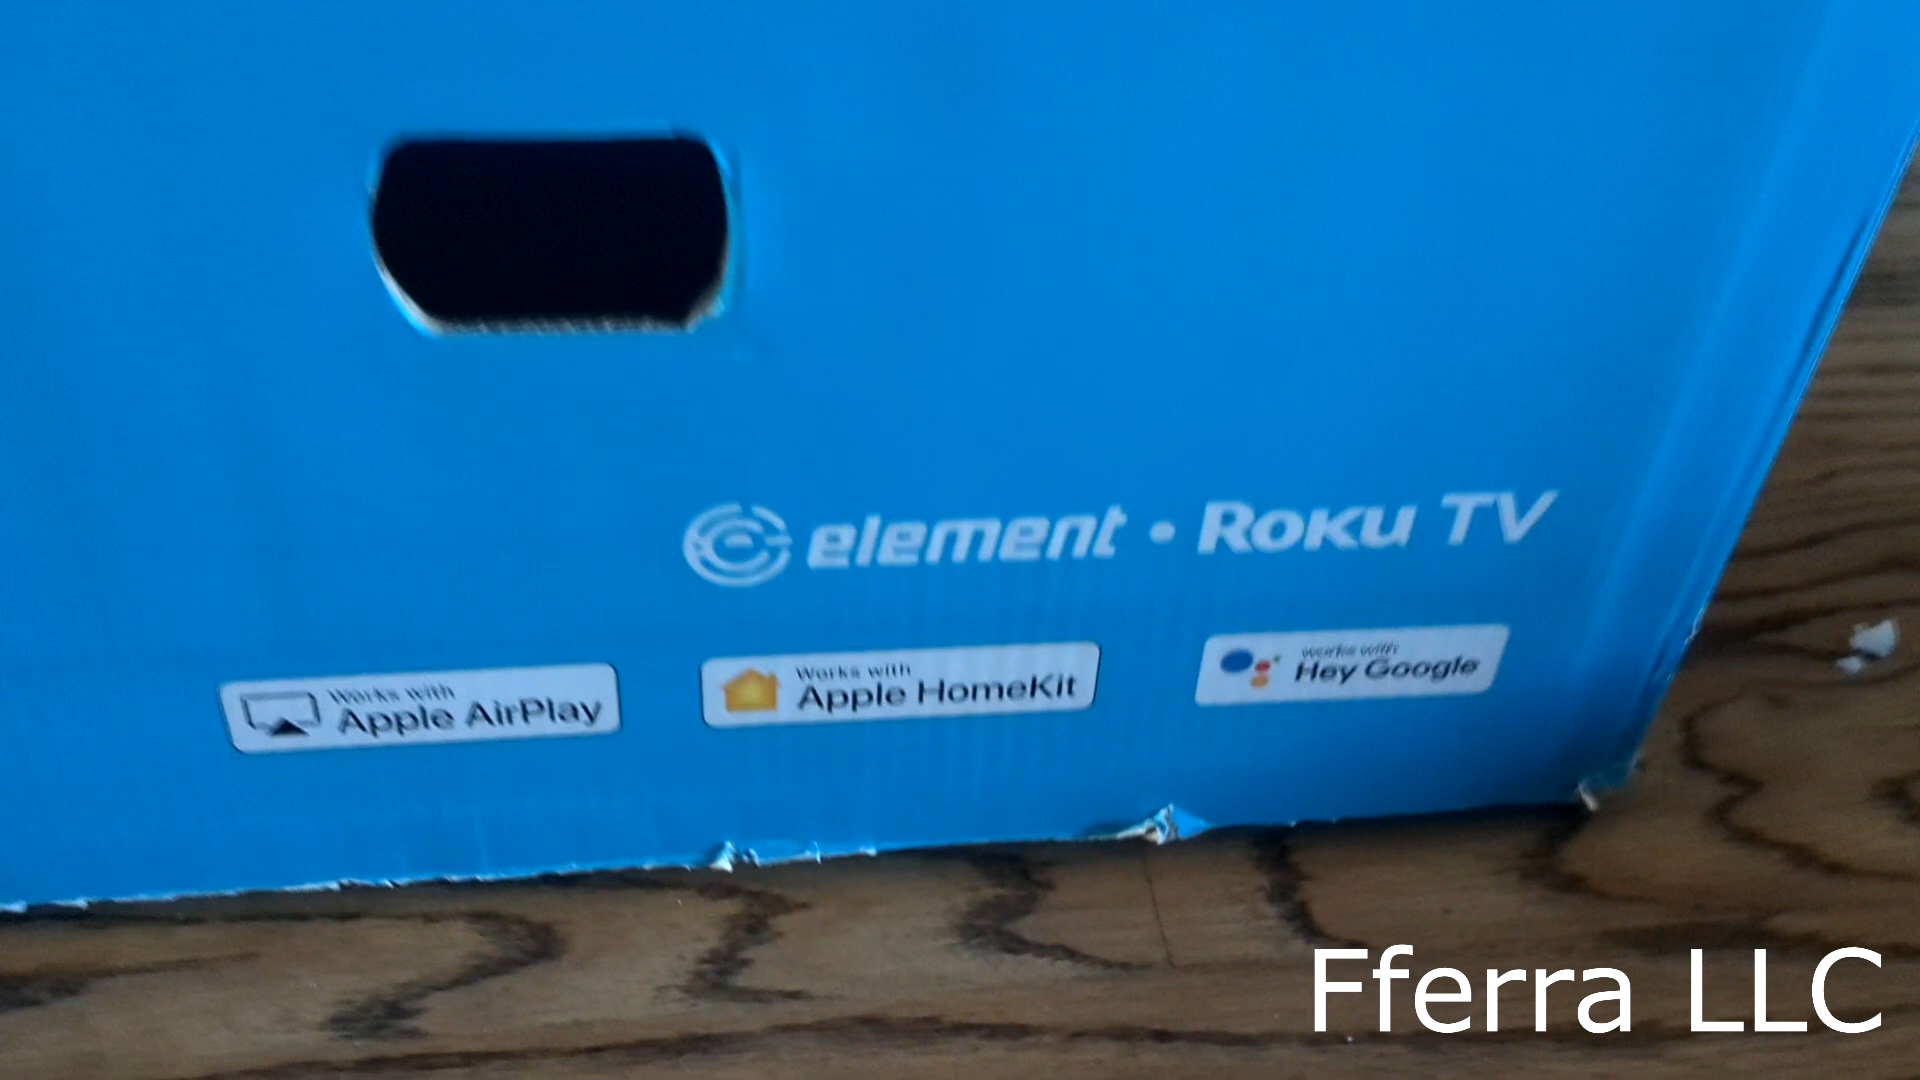 element • Roku TV
Works with
Apple AirPlay
Works with
Apple HomeKit
works with
Hey Google
Fferra LLC